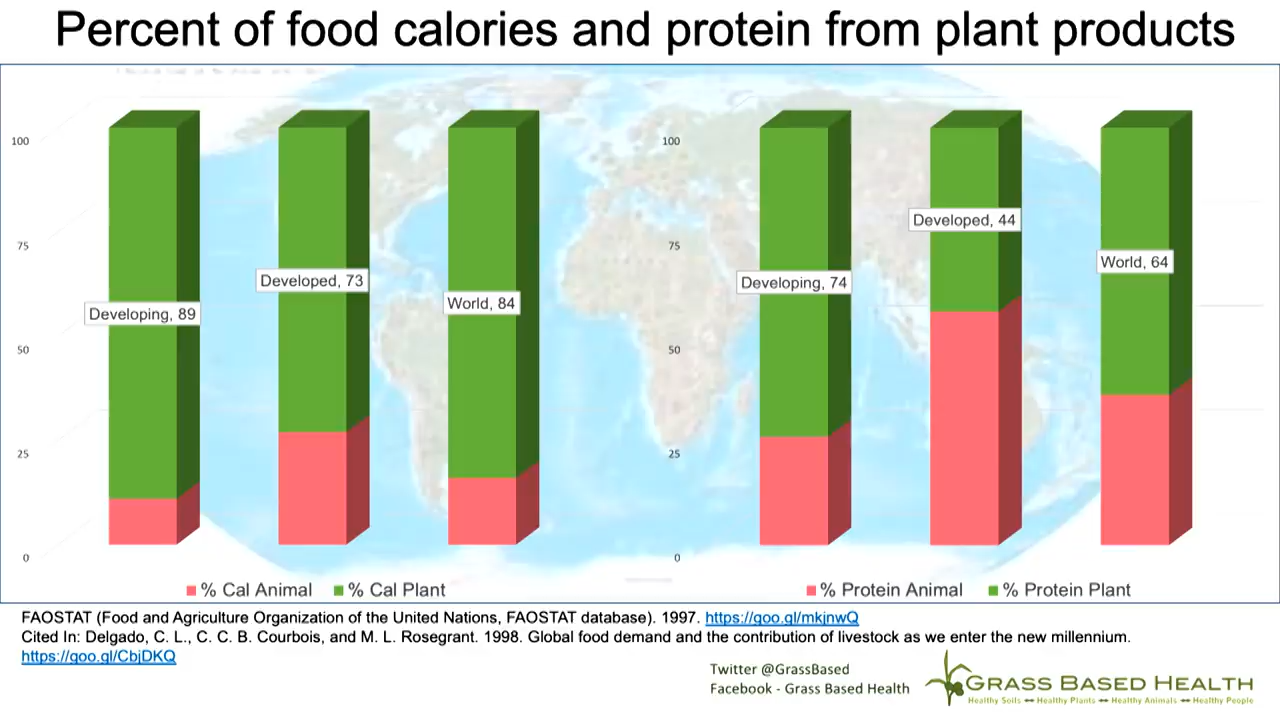 Percent of food calories and protein from plant products
100
75
50
25
0
Developing, 89
Developed, 73
World, 84
% Cal Animal % Cal Plant
100
75
50
25
0
Developing, 74
Developed, 44
World, 64
% Protein Animal % Protein Plant
FAOSTAT (Food and Agriculture Organization of the United Nations, FAOSTAT database). 1997. https://goo.gl/mkjnwQ
Cited In: Delgado, C. L., C. C. B. Courbois, and M. L. Rosegrant. 1998. Global food demand and the contribution of livestock as we enter the new millennium.
https://goo.gl/CbjDKQ
Twitter @GrassBased
Facebook - Grass Based Health
GRASS BASED HEALTH
Healthy Soils ↔ Healthy Plants ↔ Healthy Animals ↔ Healthy People